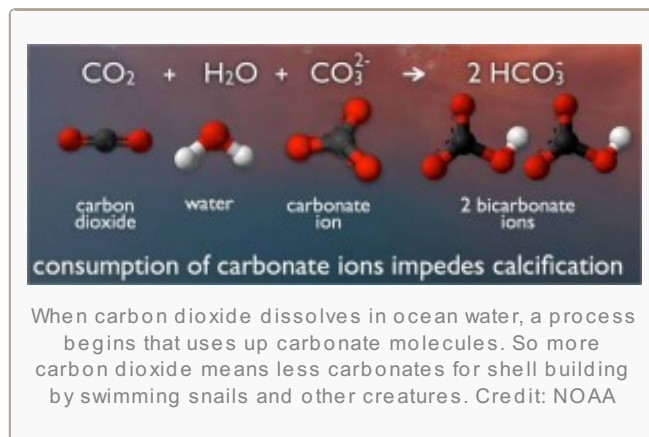 CO₂ + H₂O + CO₃²⁻ → 2 HCO₃⁻
carbon dioxide water carbonate ion 2 bicarbonate ions
consumption of carbonate ions impedes calcification
When carbon dioxide dissolves in ocean water, a process
begins that uses up carbonate molecules. So more
carbon dioxide means less carbonates for shell building
by swimming snails and other creatures. Credit: NOAA